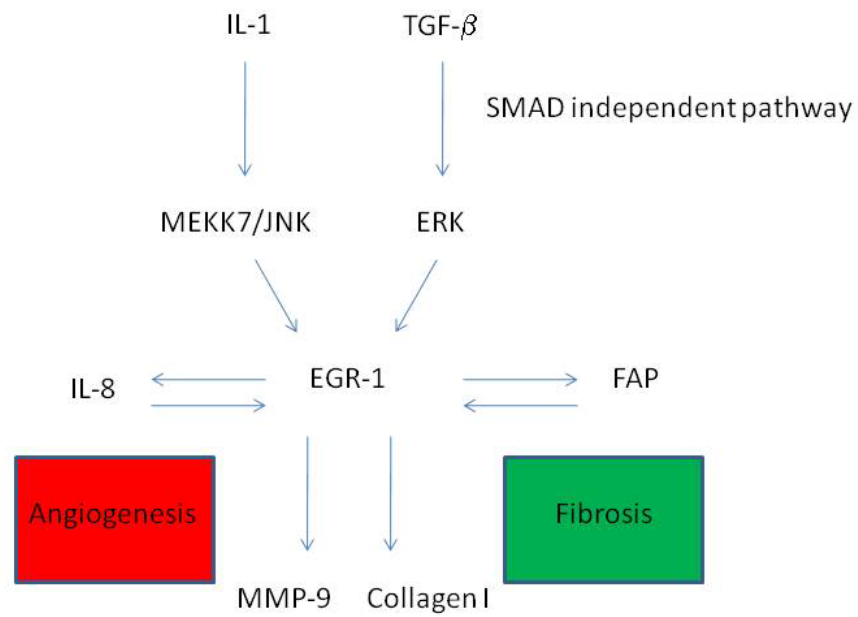 IL-1
TGF-β
SMAD independent pathway
MEKK7/JNK
ERK
IL-8
EGR-1
FAP
Angiogenesis
Fibrosis
MMP-9
Collagen I